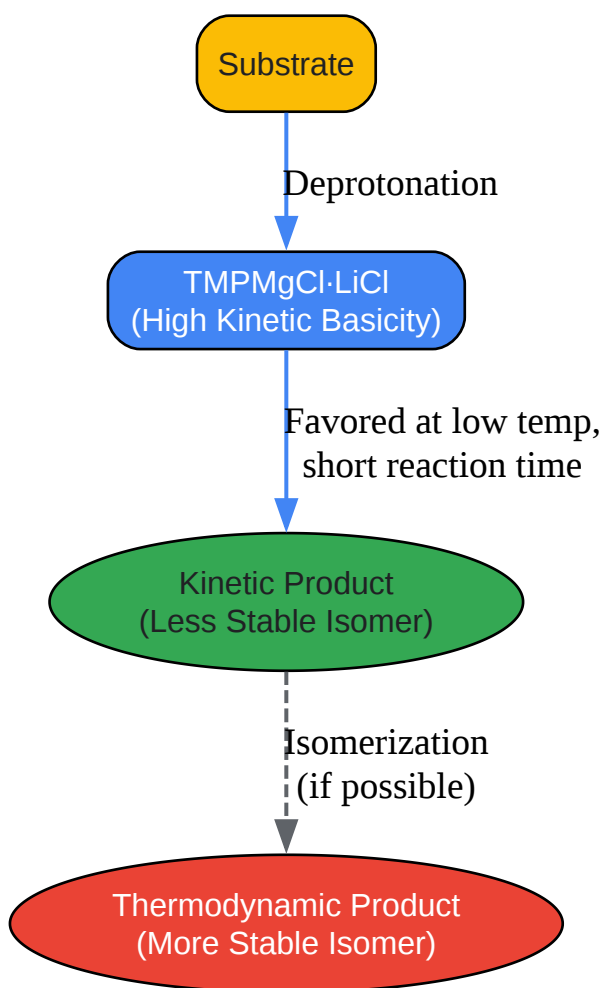 Substrate
Deprotonation
TMPMgCl·LiCl
(High Kinetic Basicity)
Favored at low temp,
short reaction time
Kinetic Product
(Less Stable Isomer)
Isomerization
(if possible)
Thermodynamic Product
(More Stable Isomer)